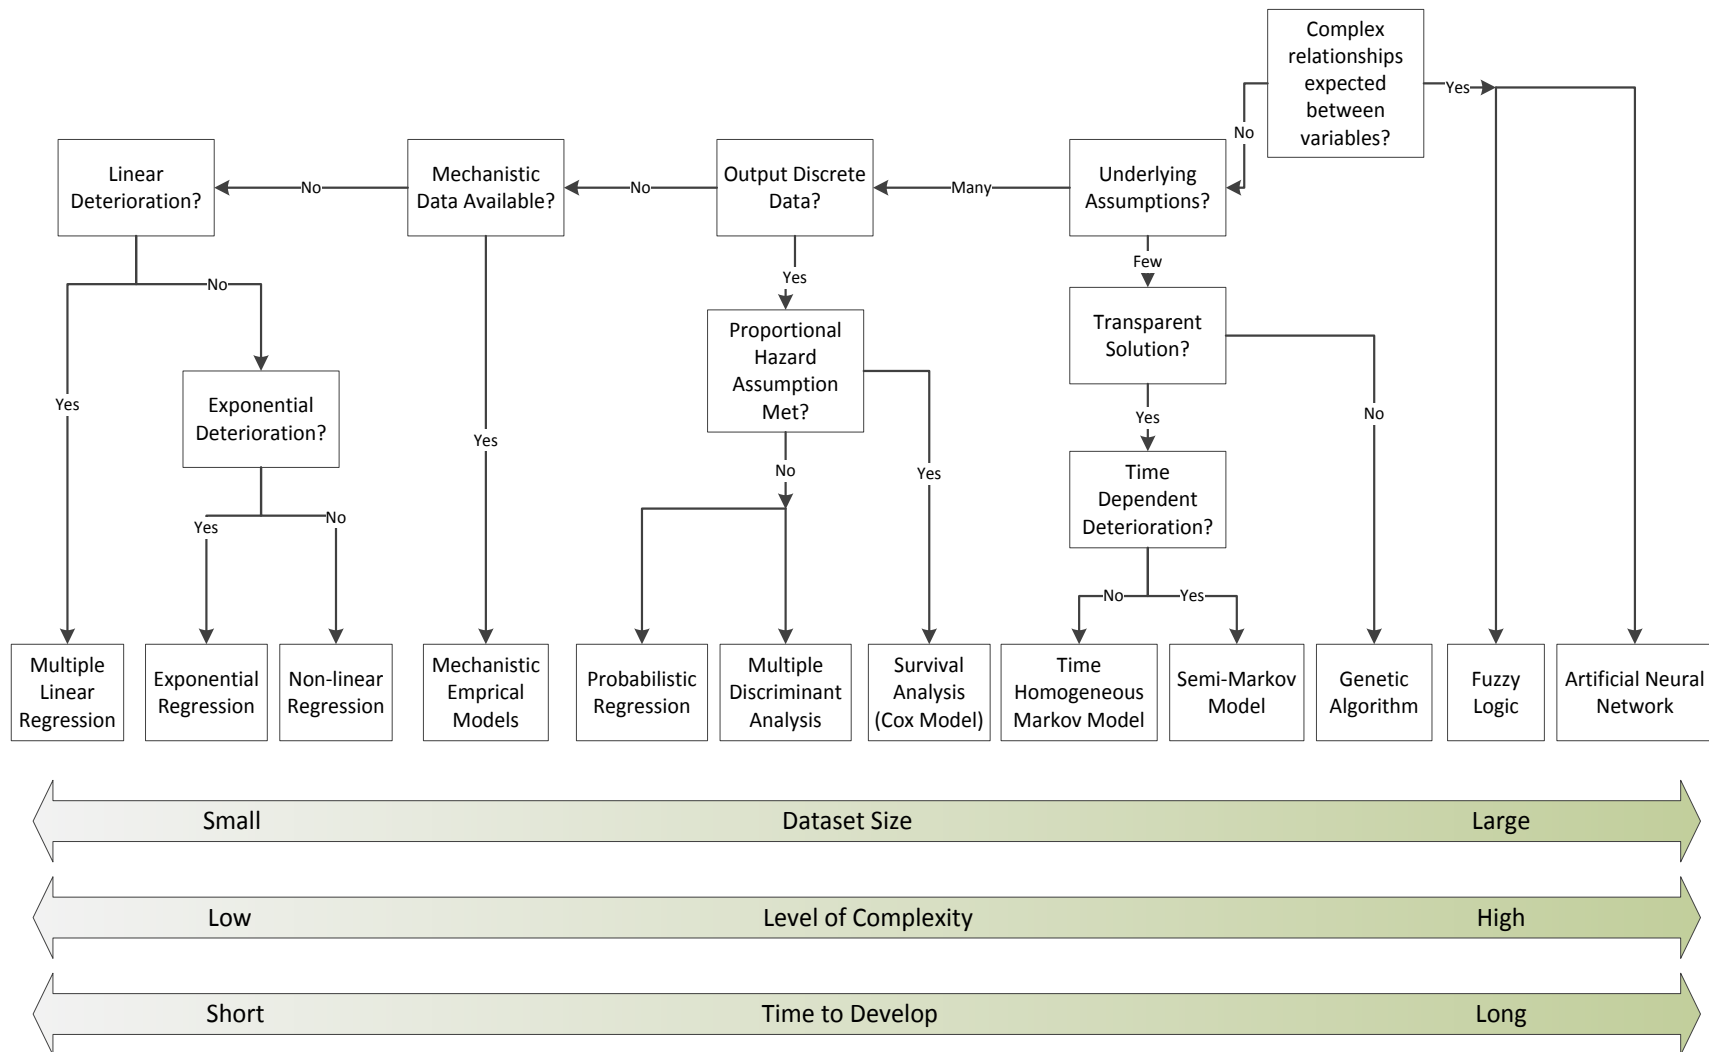 Complex
relationships
expected
between
variables?
Yes
No
Linear
Deterioration?
No
Mechanistic
Data Available?
No
Output Discrete
Data?
Many
Underlying
Assumptions?
Few
Yes
No
Transparent
Solution?
Proportional
Hazard
Assumption
Met?
Yes
Exponential
Deterioration?
Yes
Yes
No
Yes
No
Yes
Time
Dependent
Deterioration?
Yes
No
No
Yes
Multiple
Linear
Regression
Exponential
Regression
Non-linear
Regression
Mechanistic
Emprical
Models
Probabilistic
Regression
Multiple
Discriminant
Analysis
Survival
Analysis
(Cox Model)
Time
Homogeneous
Markov Model
Semi-Markov
Model
Genetic
Algorithm
Fuzzy
Logic
Artificial Neural
Network
Small Dataset Size Large
Low Level of Complexity High
Short Time to Develop Long